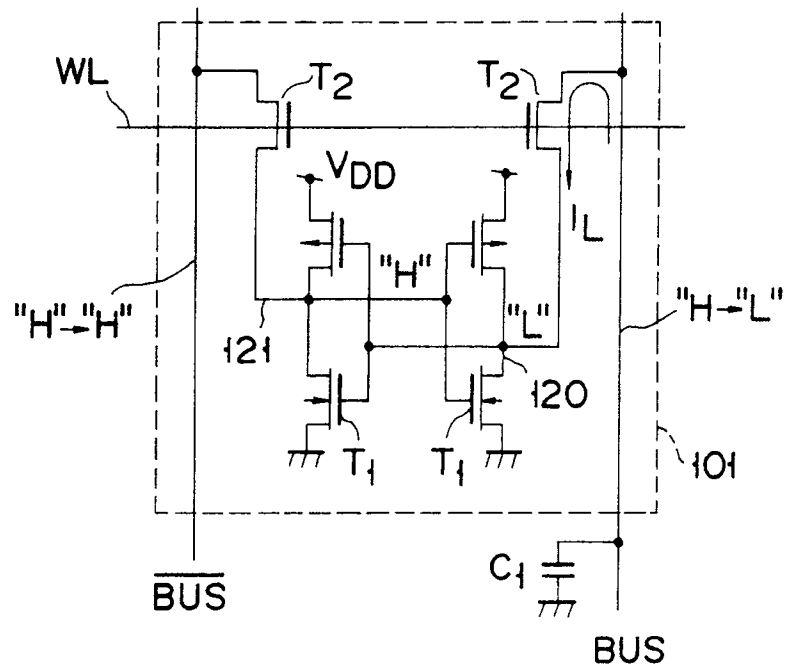 WL
T2
T2
VDD
IL
"H"
"H"→"H"
"L"
"H→"L"
121
120
T1
T1
101
C1
BUS
BUS